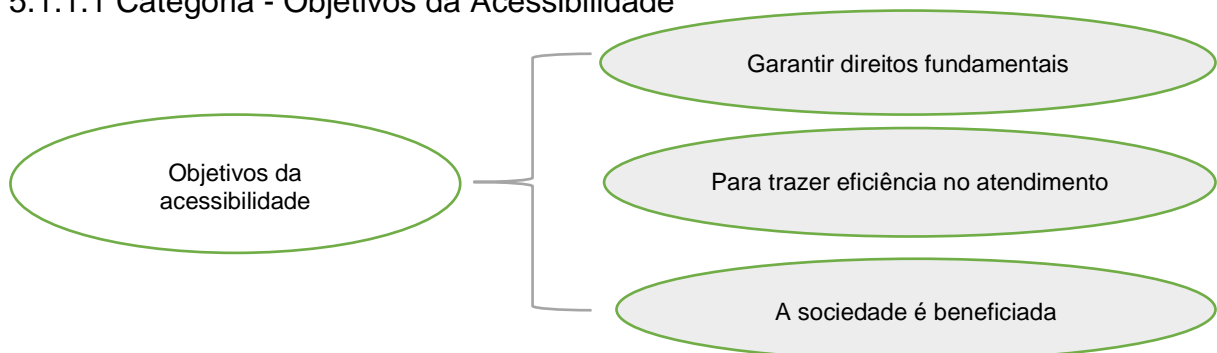 5.1.1.1 Categoria - Objetivos da Acessibilidade
Garantir direitos fundamentais
Objetivos da
acessibilidade
Para trazer eficiência no atendimento
A sociedade é beneficiada